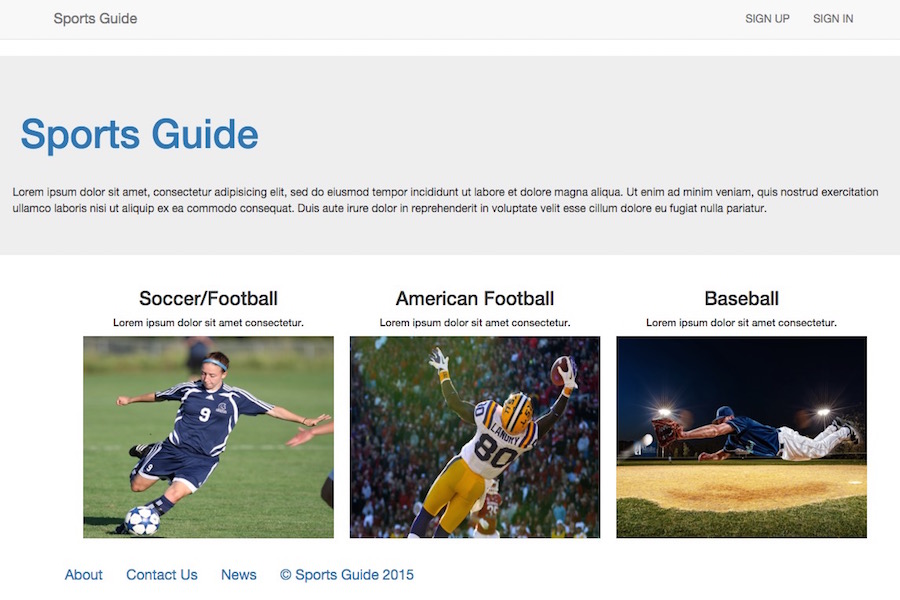 Sports Guide
SIGN UP
SIGN IN
Sports Guide
Lorem ipsum dolor sit amet, consectetur adipisicing elit, sed do eiusmod tempor incididunt ut labore et dolore magna aliqua. Ut enim ad minim veniam, quis nostrud exercitation
ullamco laboris nisi ut aliquip ex ea commodo consequat. Duis aute irure dolor in reprehenderit in voluptate velit esse cillum dolore eu fugiat nulla pariatur.
Soccer/Football
Lorem ipsum dolor sit amet consectetur.
9
9
American Football
Lorem ipsum dolor sit amet consectetur.
80
LANDRY
80
Baseball
Lorem ipsum dolor sit amet consectetur.
About
Contact Us
News
© Sports Guide 2015